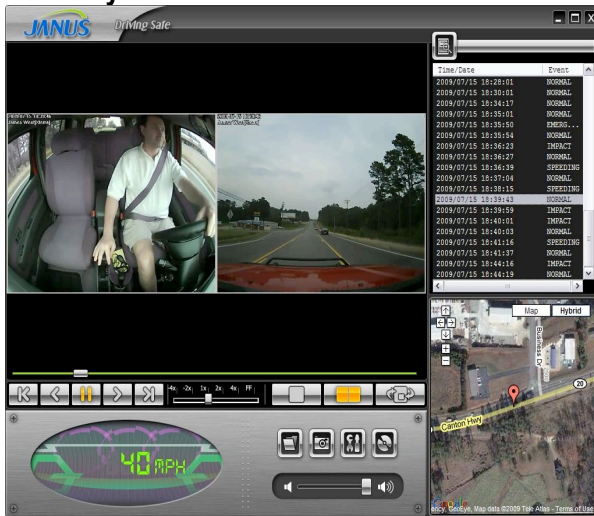 JANUS
Driving Safe
Time/Date Event
2009/07/15 18:28:01 NORMAL
2009/07/15 18:30:01 NORMAL
2009/07/15 18:34:17 NORMAL
2009/07/15 18:35:01 NORMAL
2009/07/15 18:35:50 EMERG...
2009/07/15 18:35:54 NORMAL
2009/07/15 18:36:23 IMPACT
2009/07/15 18:36:27 NORMAL
2009/07/15 18:36:39 SPEEDING
2009/07/15 18:37:04 NORMAL
2009/07/15 18:38:15 SPEEDING
2009/07/15 18:39:43 NORMAL
2009/07/15 18:39:59 IMPACT
2009/07/15 18:40:01 IMPACT
2009/07/15 18:40:03 NORMAL
2009/07/15 18:41:16 SPEEDING
2009/07/15 18:41:37 NORMAL
2009/07/15 18:44:16 IMPACT
2009/07/15 18:44:19 NORMAL
Map Hybrid
Business Dr
20
Canton Hwy
-4x -2x 1x 2x 4x FF
40 MPH
Google
GeoEye, Map data ©2009 Tele Atlas - Terms of Use